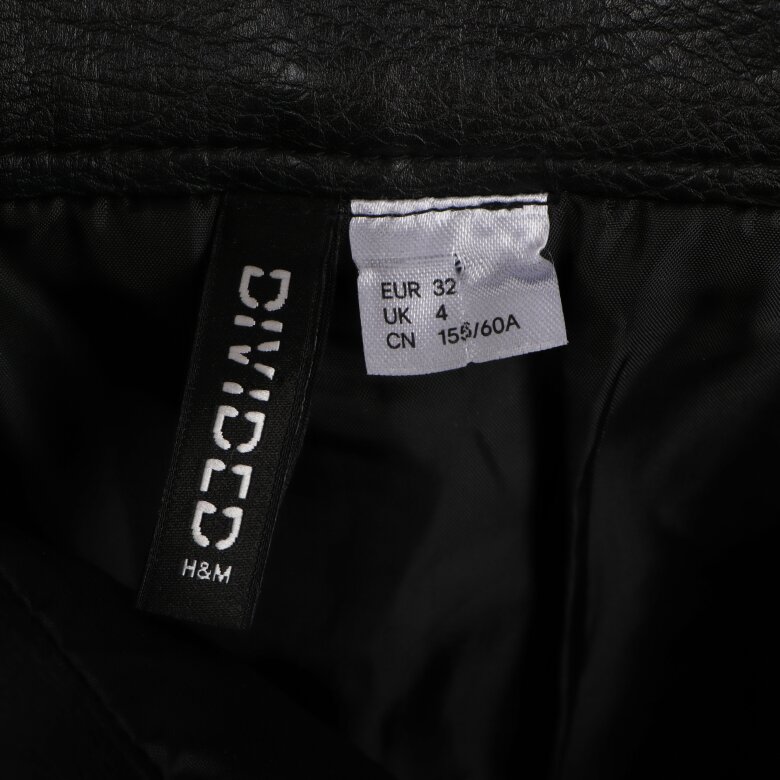 DIVIDED
H&M
EUR 32
UK 4
CN 155/60A